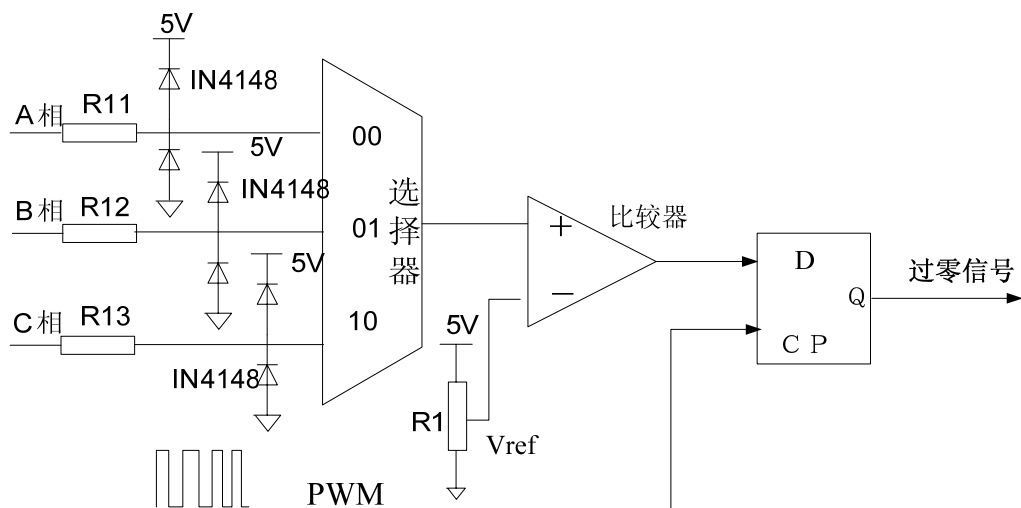 5V
IN4148
A相
R11
00
5V
IN4148
B相
R12
01
选择器
5V
C相
R13
10
IN4148
比较器
+
−
5V
R1
Vref
D
Q
CP
过零信号
PWM